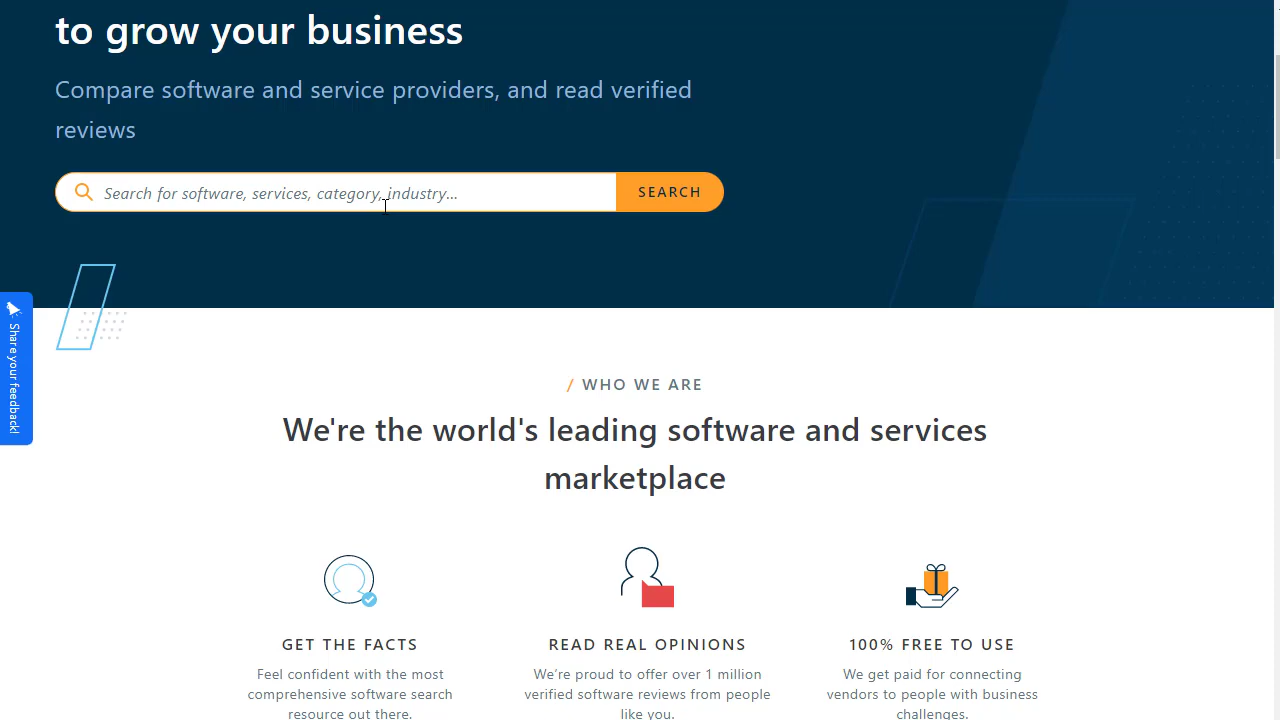 to grow your business
Compare software and service providers, and read verified
reviews
Search for software, services, category, industry...
SEARCH
Share your feedback!
/ WHO WE ARE
We're the world's leading software and services
marketplace
GET THE FACTS
Feel confident with the most
comprehensive software search
resource out there.
READ REAL OPINIONS
We're proud to offer over 1 million
verified software reviews from people
like you.
100% FREE TO USE
We get paid for connecting
vendors to people with business
challenges.